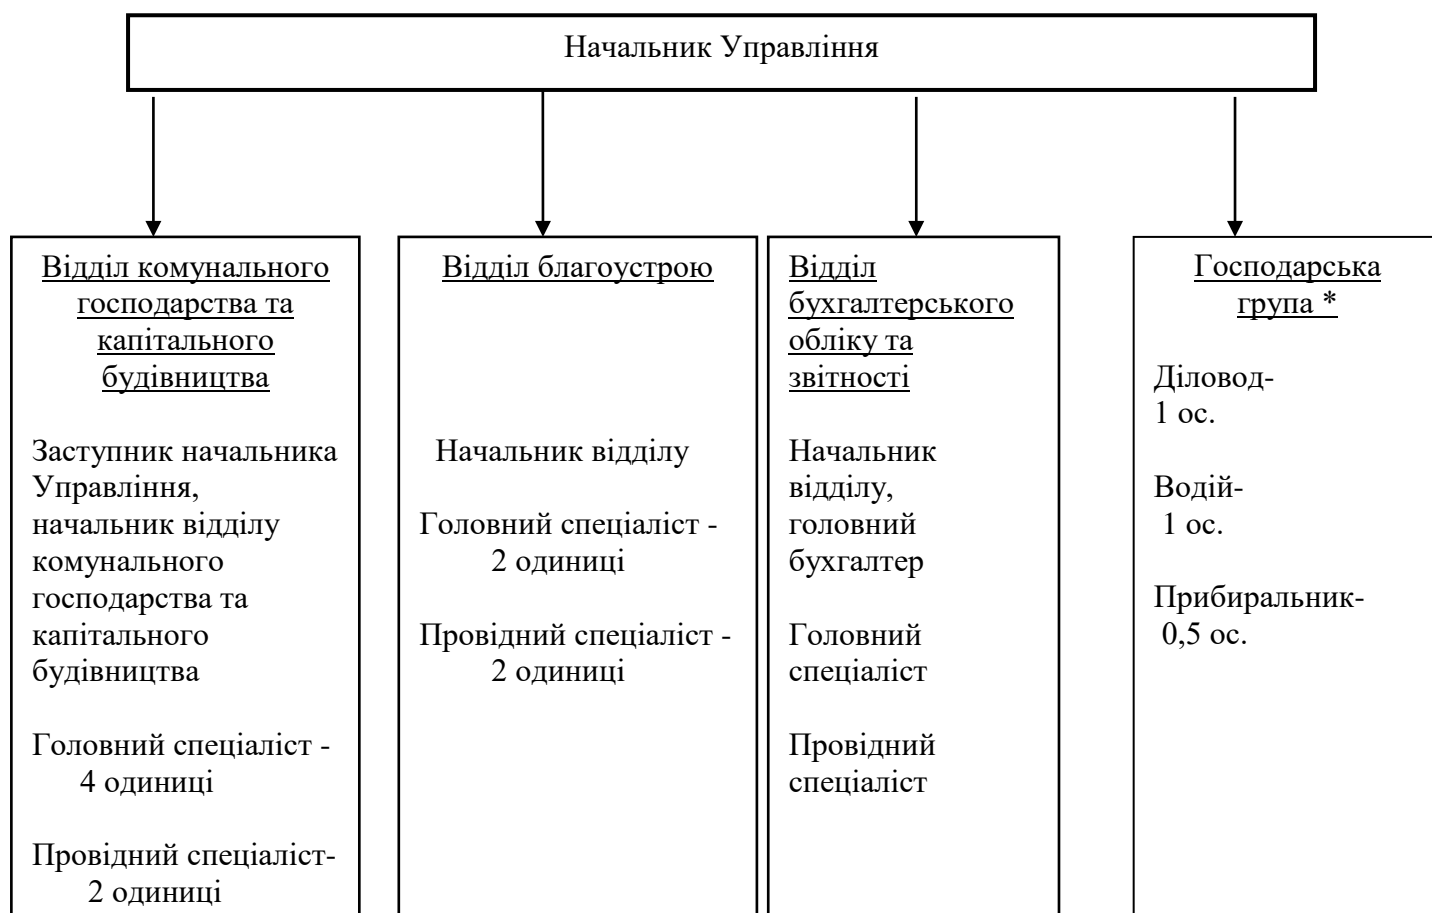 Начальник Управління
Відділ комунального
господарства та
капітального
будівництва
Заступник начальника
Управління,
начальник відділу
комунального
господарства та
капітального
будівництва
Головний спеціаліст -
4 одиниці
Провідний спеціаліст-
2 одиниці
Відділ благоустрою
Начальник відділу
Головний спеціаліст -
2 одиниці
Провідний спеціаліст -
2 одиниці
Відділ
бухгалтерського
обліку та
звітності
Начальник
відділу,
головний
бухгалтер
Головний
спеціаліст
Провідний
спеціаліст
Господарська
група *
Діловод-
1 ос.
Водій-
1 ос.
Прибиральник-
0,5 ос.